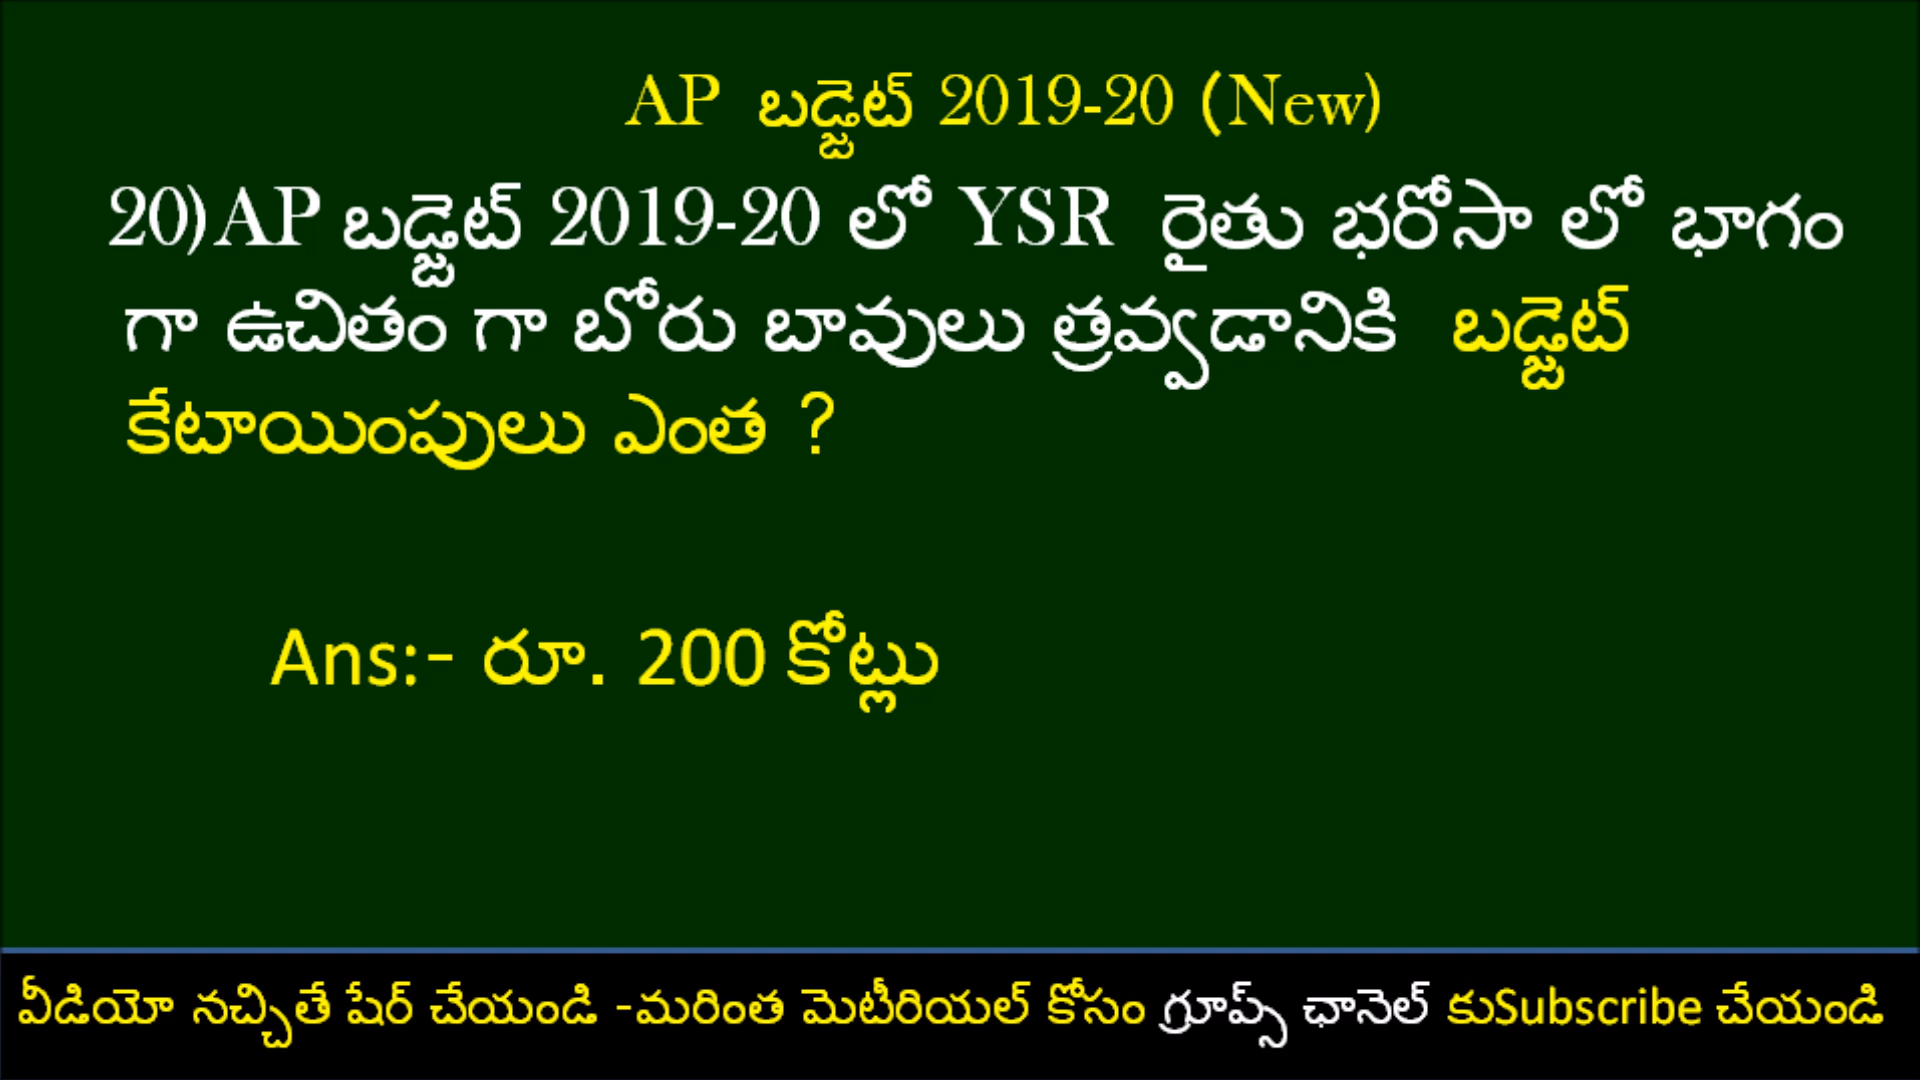 AP బడ్జెట్ 2019-20 (New)
20)AP బడ్జెట్ 2019-20 లో YSR రైతు భరోసా లో భాగం
గా ఉచితం గా బోరు బావులు త్రవ్వడానికి బడ్జెట్
కేటాయింపులు ఎంత ?
Ans:- రూ. 200 కోట్లు
వీడియో నచ్చితే షేర్ చేయండి -మరింత మెటీరియల్ కోసం గ్రూప్స్ ఛానెల్ కుSubscribe చేయండి